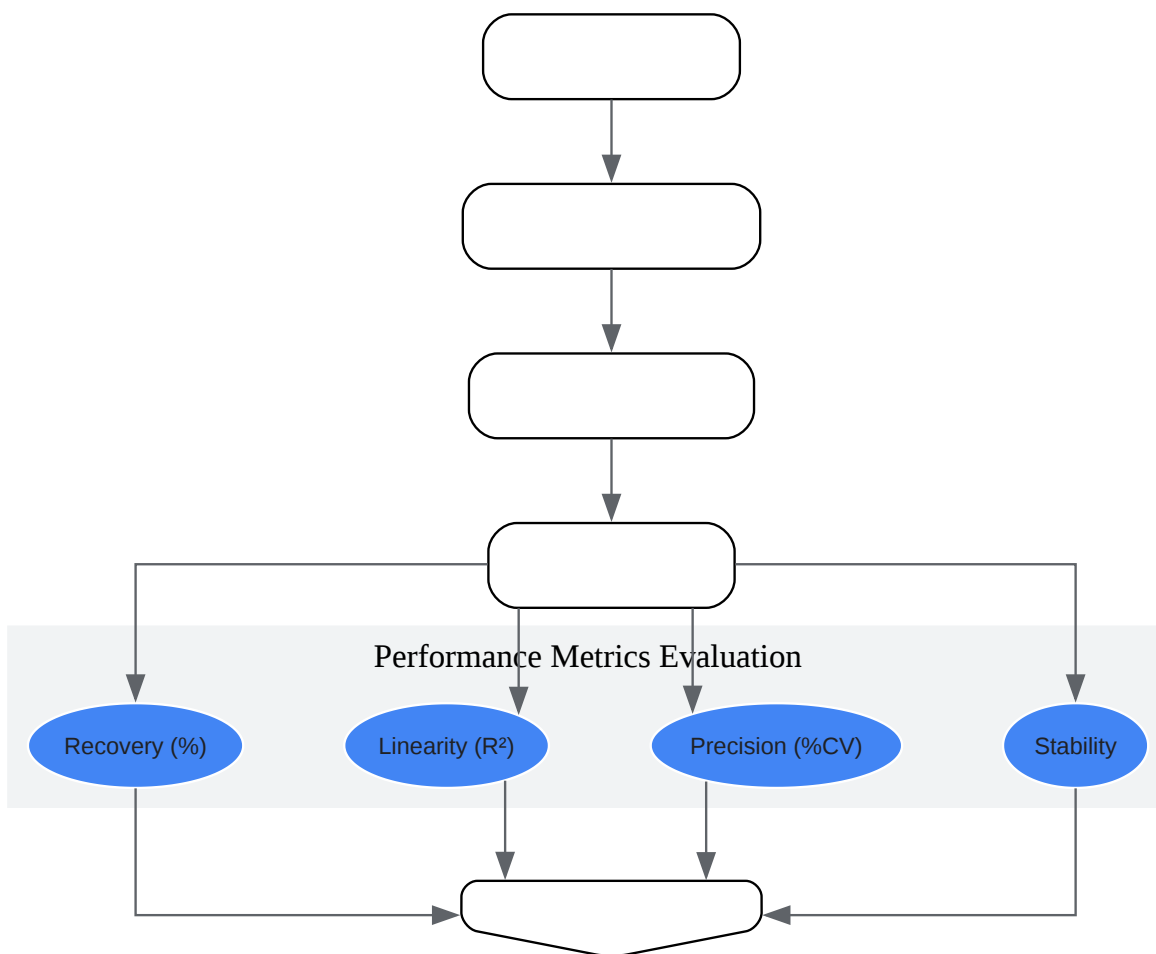 Performance Metrics Evaluation
Recovery (%)
Linearity (R²)
Precision (%CV)
Stability